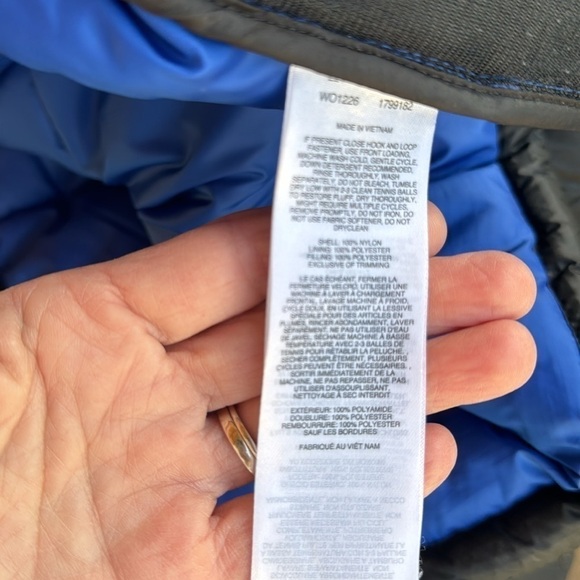 WO1226 1799182
MADE IN VIETNAM
IF PRESENT CLOSE HOOK AND LOOP
FASTENER, USE FRONT LOADING,
MACHINE WASH COLD, GENTLE CYCLE,
DOWN DETERGENT RECOMMENDED,
RINSE THOROUGHLY, WASH
SEPARATELY, DO NOT BLEACH, TUMBLE
DRY LOW WITH 2-3 CLEAN TENNIS BALLS
TO RESTORE FLUFF, DRY THOROUGHLY,
MIGHT REQUIRE MULTIPLE CYCLES,
REMOVE PROMPTLY, DO NOT IRON, DO
NOT USE FABRIC SOFTENER, DO NOT
DRYCLEAN
SHELL: 100% NYLON
LINING: 100% POLYESTER
FILLING: 100% POLYESTER
EXCLUSIVE OF TRIMMING
LE CAS ÉCHÉANT, FERMER LA
FERMETURE VELCRO, UTILISER UNE
MACHINE À LAVER À CHARGEMENT
FRONTAL, LAVAGE MACHINE À FROID,
CYCLE DOUX, EN UTILISANT LA LESSIVE
SPÉCIALE POUR DES ARTICLES EN
PLUMES, RINCER ABONDAMMENT, LAVER
SÉPARÉMENT, NE PAS UTILISER D'EAU
DE JAVEL, SÉCHAGE MACHINE À BASSE
TEMPÉRATURE AVEC 2-3 BALLES DE
TENNIS POUR RÉTABLIR LA PELUCHE,
SÉCHER COMPLÈTEMENT, PLUSIEURS
CYCLES PEUVENT ÊTRE NÉCESSAIRES, ,
SORTIR IMMÉDIATEMENT DE LA
MACHINE, NE PAS REPASSER, NE PAS
UTILISER D'ASSOUPLISSANT,
NETTOYAGE À SEC INTERDIT
EXTÉRIEUR: 100% POLYAMIDE
DOUBLURE: 100% POLYESTER
REMBOURRURE: 100% POLYESTER
SAUF LES BORDURES
FABRIQUÉ AU VIÊT NAM